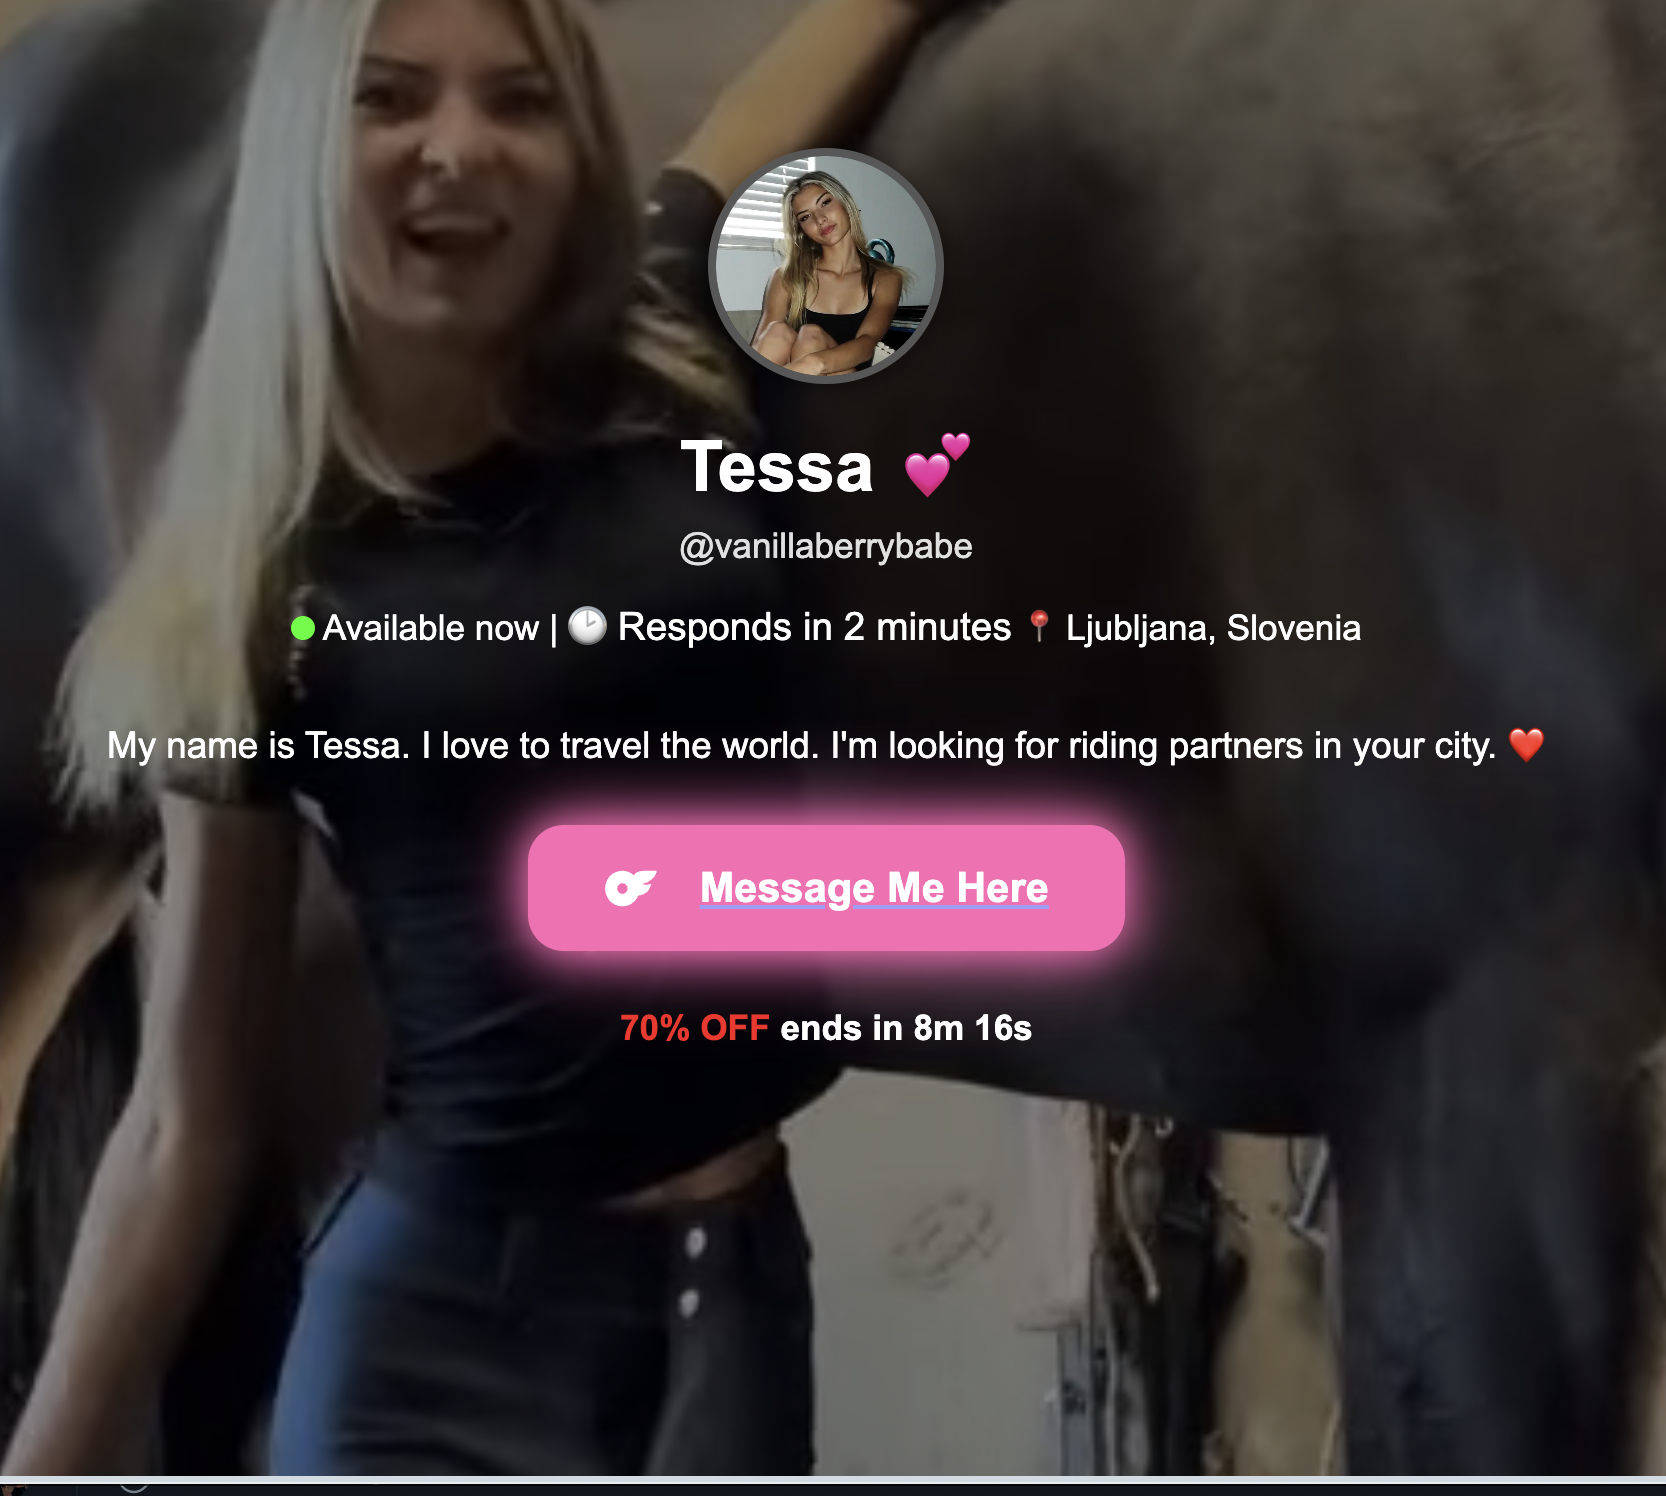 Tessa 💕
@vanillaberrybabe
Available now | 🕑 Responds in 2 minutes 📍 Ljubljana, Slovenia
My name is Tessa. I love to travel the world. I'm looking for riding partners in your city. ❤️
Message Me Here
70% OFF ends in 8m 16s